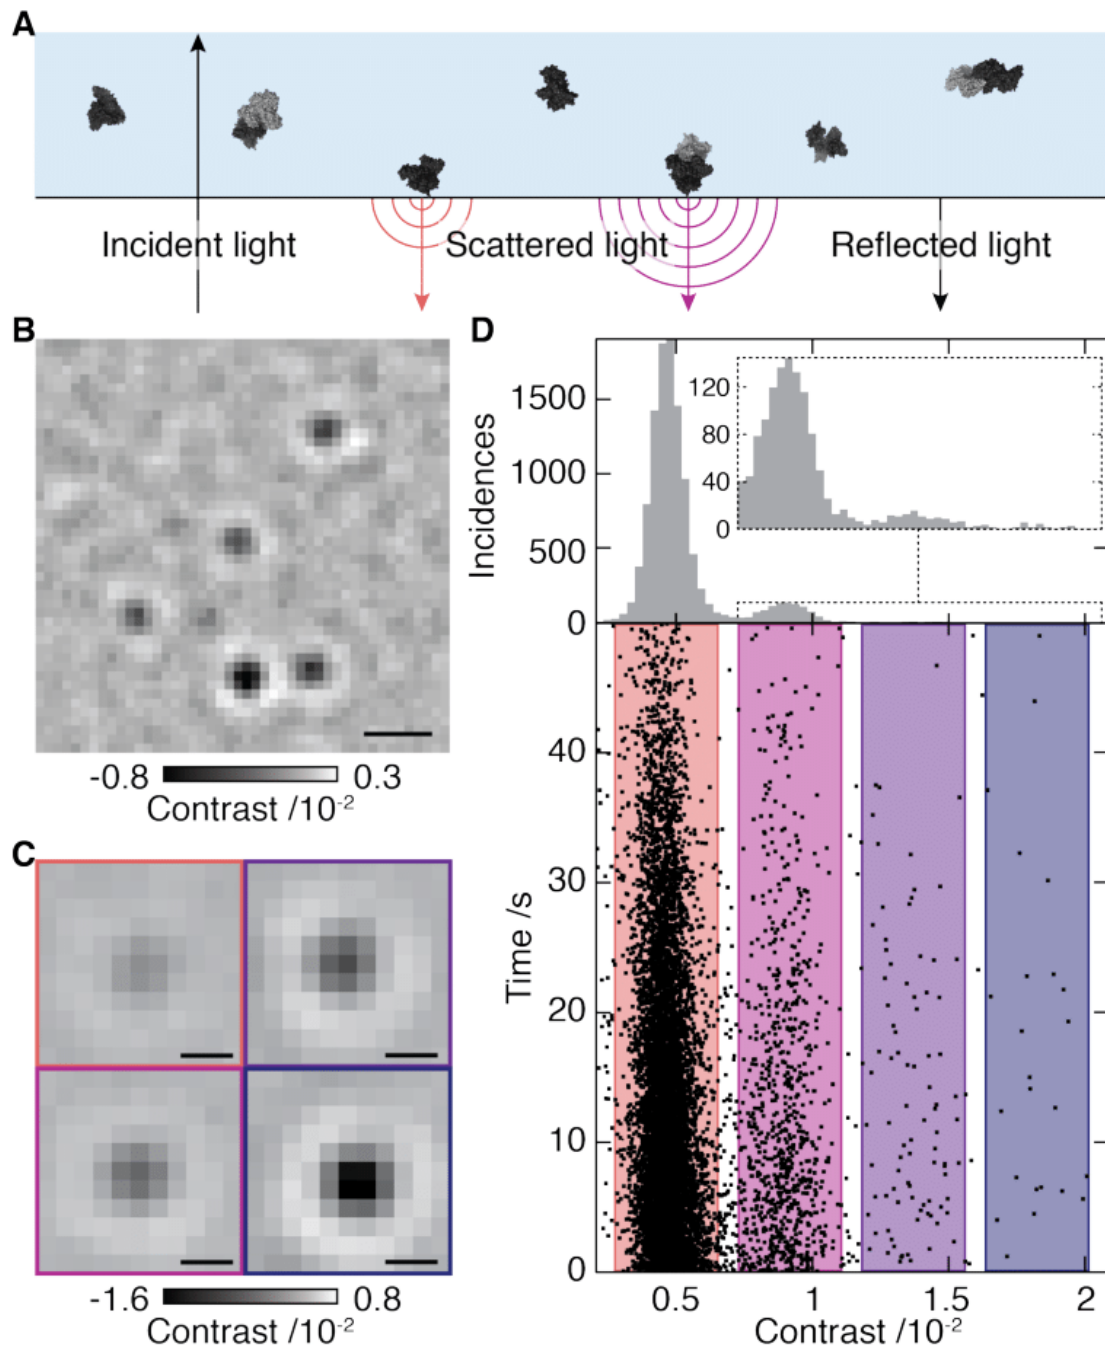 A
Incident light
Scattered light
Reflected light
B
-0.8
0.3
Contrast /10⁻²
C
-1.6
0.8
Contrast /10⁻²
D
Incidences
1500
1000
500
0
120
80
40
0
Time /s
40
30
20
10
0
0.5
1
1.5
2
Contrast /10⁻²